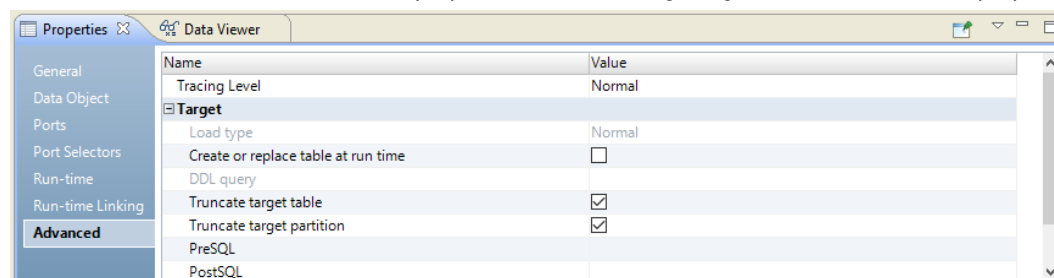 Properties Data Viewer
General
Data Object
Ports
Port Selectors
Run-time
Run-time Linking
Advanced
Name Value
Tracing Level Normal
Target
Load type Normal
Create or replace table at run time
DDL query
Truncate target table
Truncate target partition
PreSQL
PostSQL